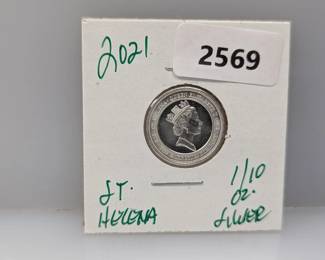 2021
2569
ST.
HELENA
1/10
OZ.
SILVER